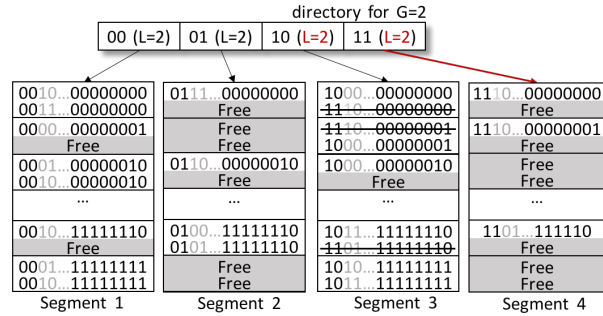 directory for G=2
00 (L=2) 01 (L=2) 10 (L=2) 11 (L=2)
0010...00000000
0011...00000000
0000...00000001
Free
0001...00000010
0010...00000010
...
0010...11111110
Free
0001...11111111
0010...11111111
Segment 1
0111...00000000
Free
Free
Free
0110...00000010
Free
...
0100...11111110
0101...11111110
Free
Free
Segment 2
1000...00000000
1110...00000000
1110...00000001
1000...00000001
1000...00000010
Free
...
1011...11111110
1101...11111110
1010...11111111
1011...11111111
Segment 3
1110...00000000
Free
1110...00000001
Free
Free
Free
...
1101...111110
Free
Free
Free
Segment 4